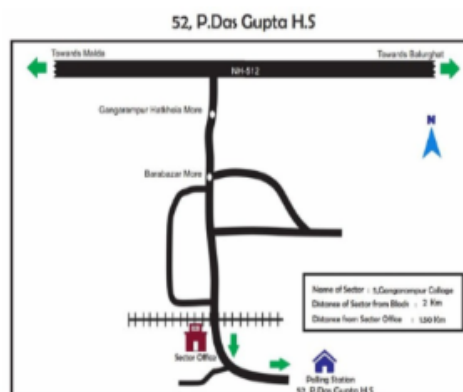 52, P.Das Gupta H.S
Towards Malda
Towards Balurghat
NH-512
N
Gangarampur Hatkhola More
Barabazar More
Name of Sector : 1,Gangarampur College
Distance of Sector from Block : 2 Km
Distance from Sector Office : 1.50 Km
Sector Office
Polling Station
52, P.Das Gupta H.S